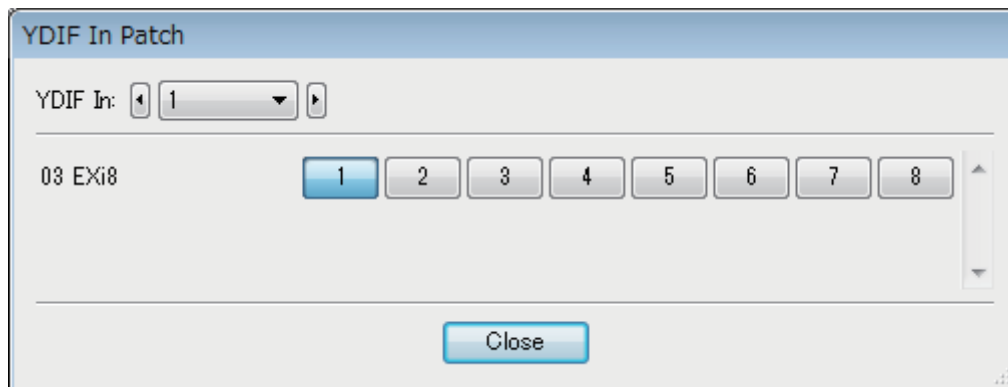 YDIF In Patch
YDIF In: 1
03 EXi8 1 2 3 4 5 6 7 8
Close